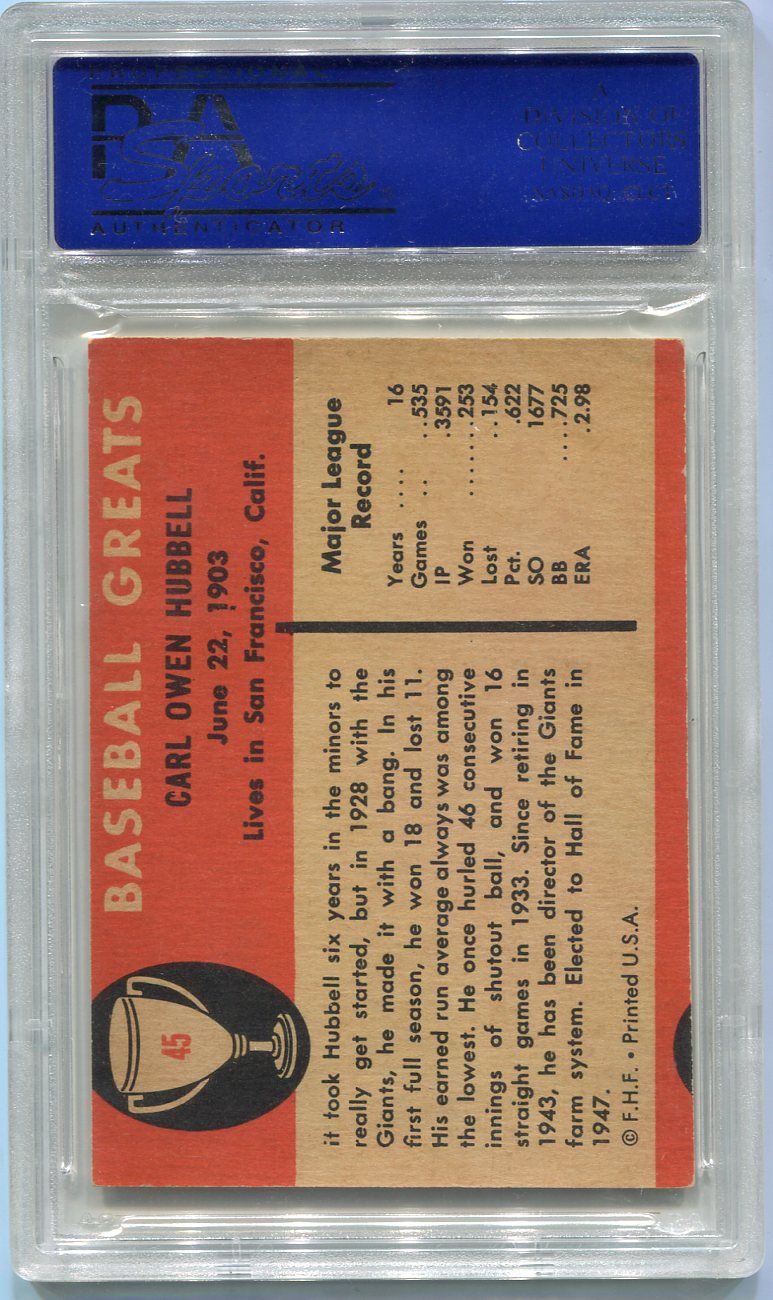 PROFESSIONAL
PSA
Sports
AUTHENTICATOR
A
DIVISION OF
COLLECTORS
UNIVERSE
NASDAQ: CLCT
45
BASEBALL GREATS
CARL OWEN HUBBELL
June 22, 1903
Lives in San Francisco, Calif.
it took Hubbell six years in the minors to
really get started, but in 1928 with the
Giants, he made it with a bang. In his
first full season, he won 18 and lost 11.
His earned run average always was among
the lowest. He once hurled 46 consecutive
innings of shutout ball, and won 16
straight games in 1933. Since retiring in
1943, he has been director of the Giants
farm system. Elected to Hall of Fame in
1947.
© F.H.F. • Printed U.S.A.
Major League
Record
Years .... 16
Games .. ..535
IP .3591
Won .......253
Lost ..154
Pct. .622
SO 1677
BB ....725
ERA .2.98